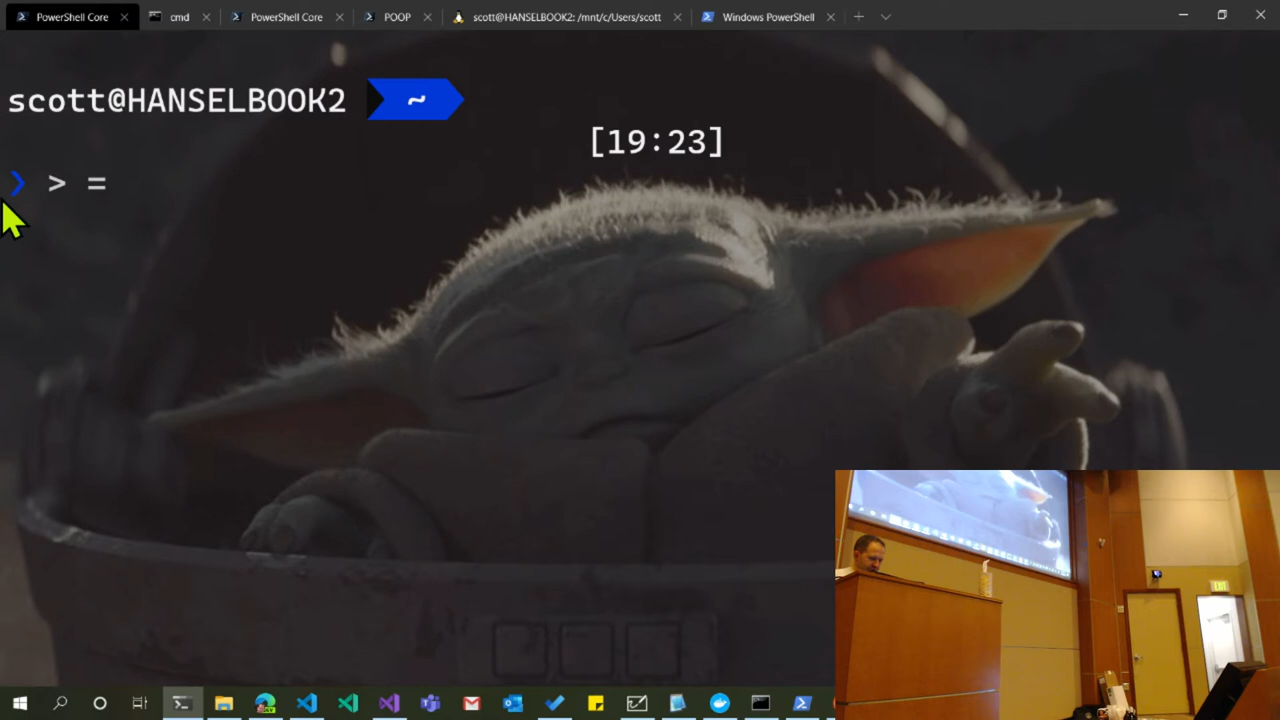 PowerShell Core
cmd
PowerShell Core
POOP
scott@HANSELBOOK2: /mnt/c/Users/scott
Windows PowerShell
scott@HANSELBOOK2 ~
[19:23]
❯ > =